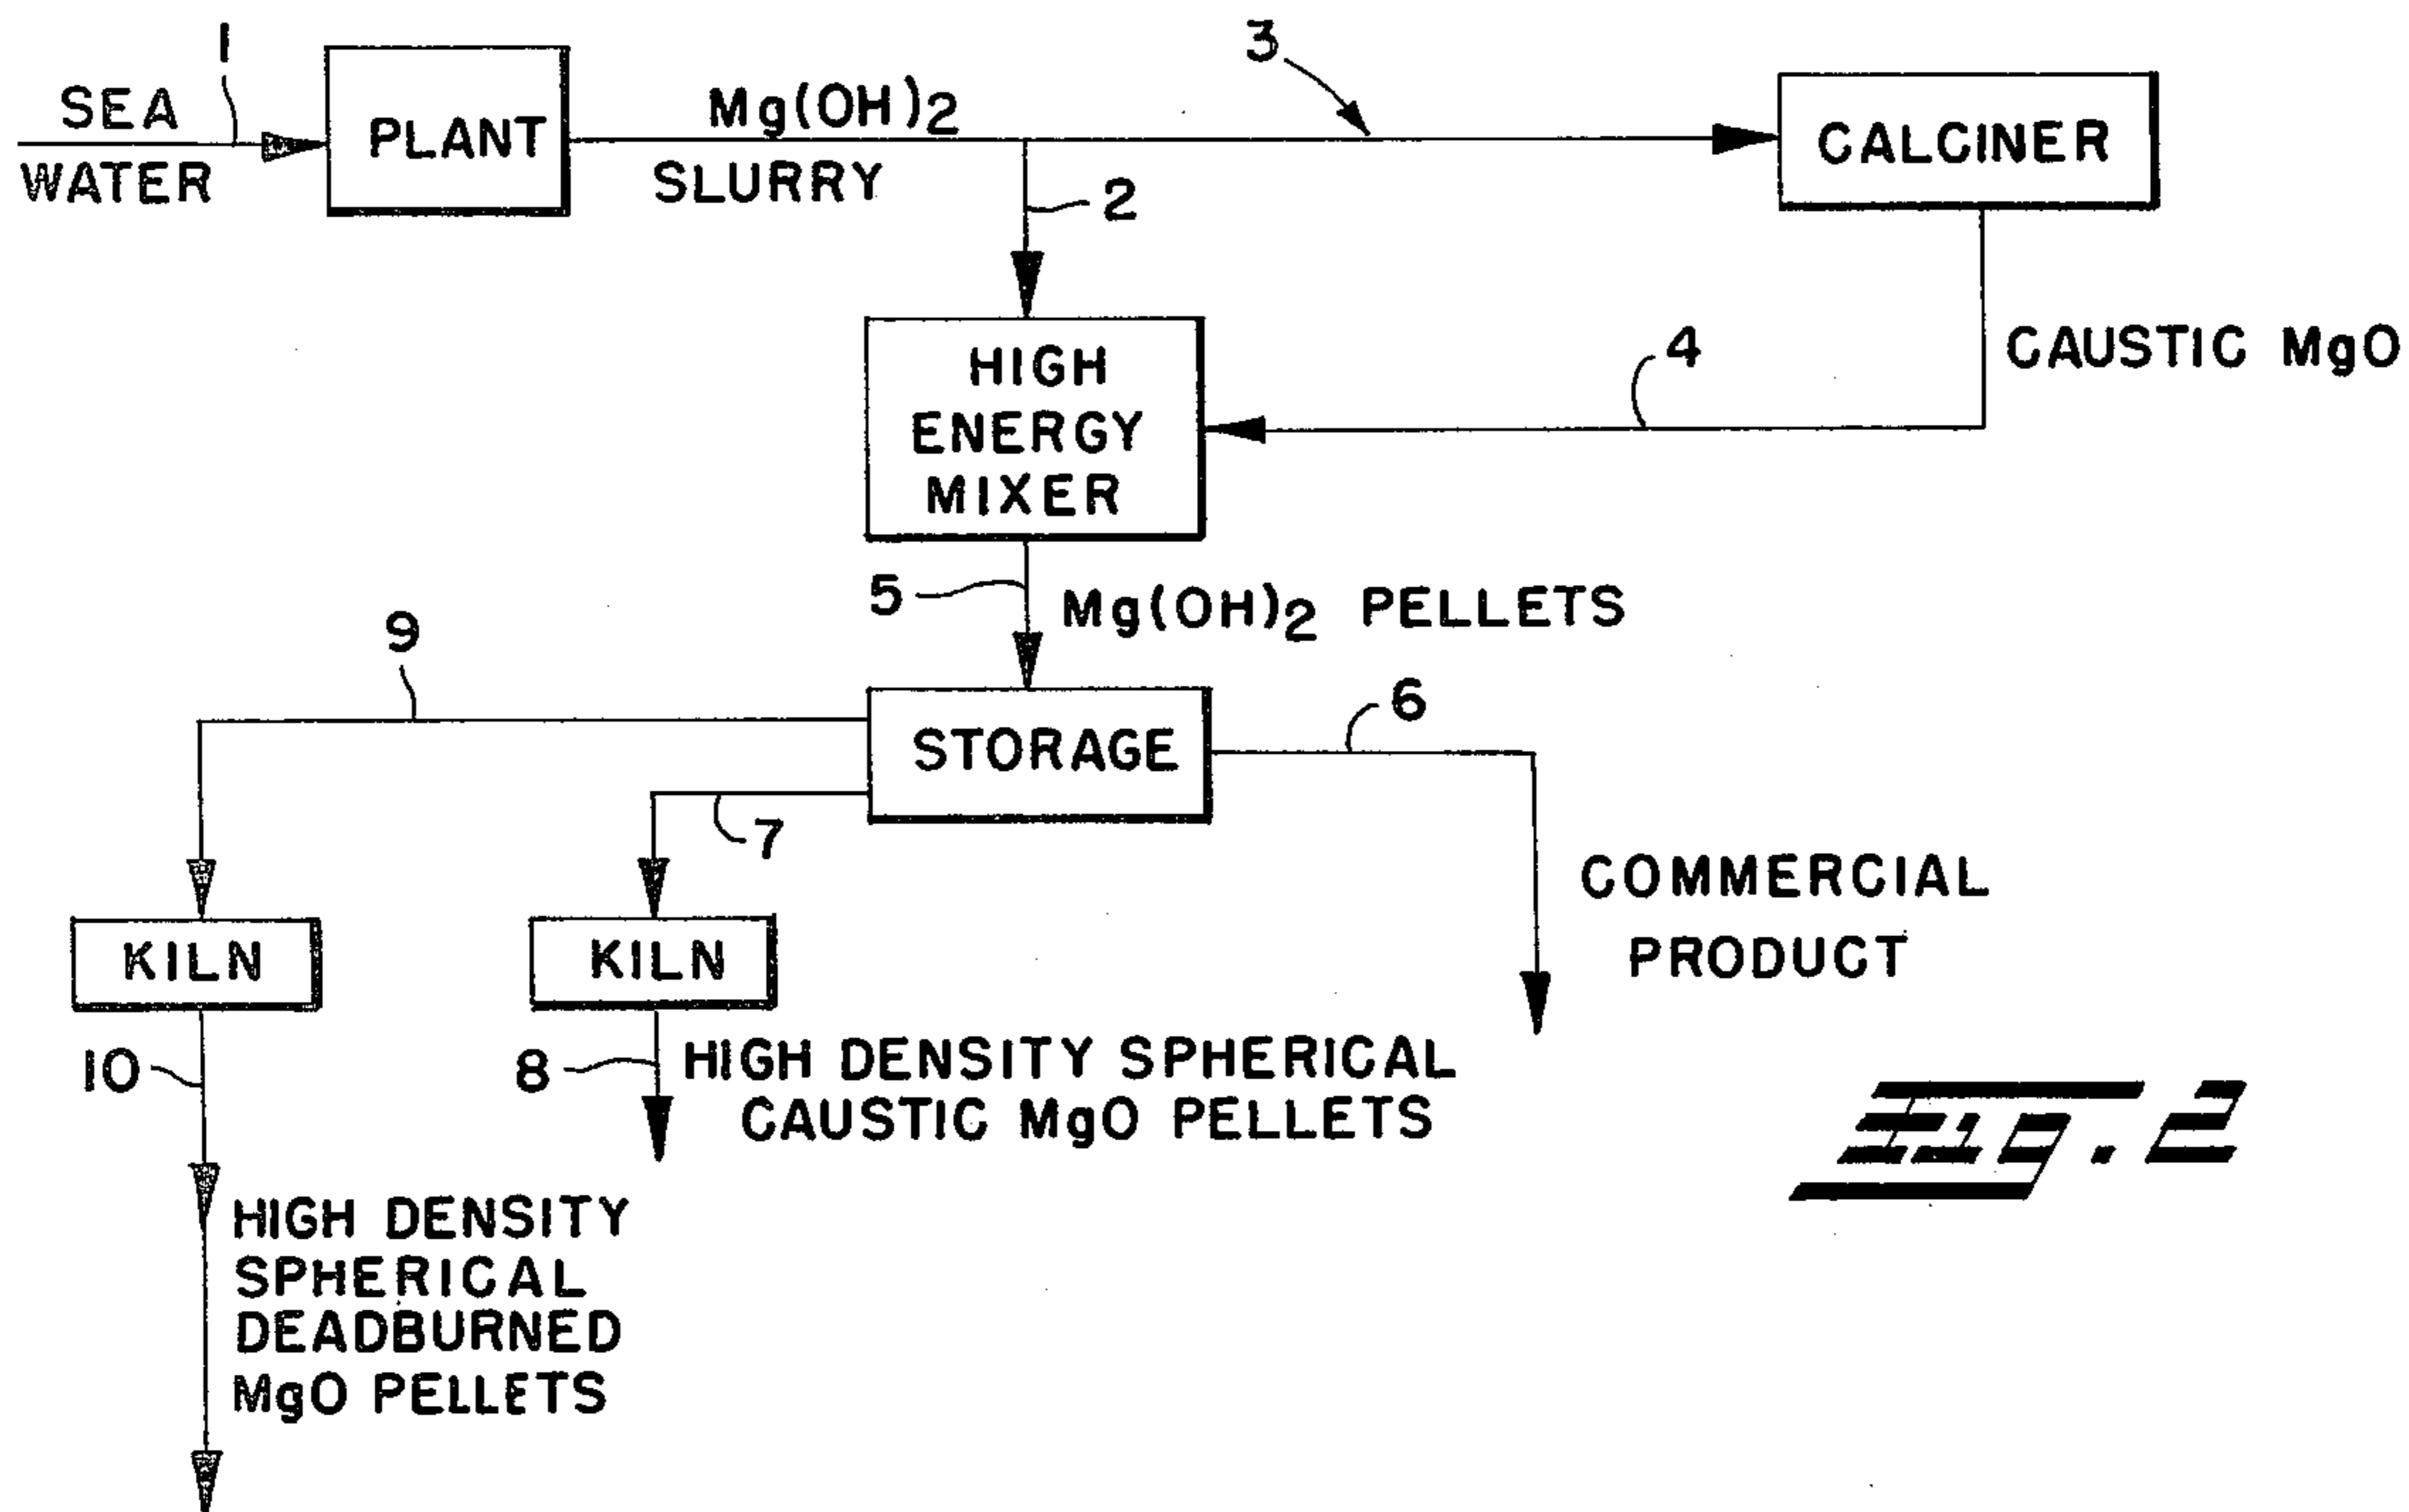 1
3
SEA
WATER
PLANT
Mg(OH)2
SLURRY
2
CALCINER
HIGH
ENERGY
MIXER
4
CAUSTIC MgO
5
Mg(OH)2 PELLETS
9
6
STORAGE
7
COMMERCIAL
PRODUCT
KILN
KILN
10
8
HIGH DENSITY SPHERICAL
CAUSTIC MgO PELLETS
HIGH DENSITY
SPHERICAL
DEADBURNED
MgO PELLETS
Fig. 2